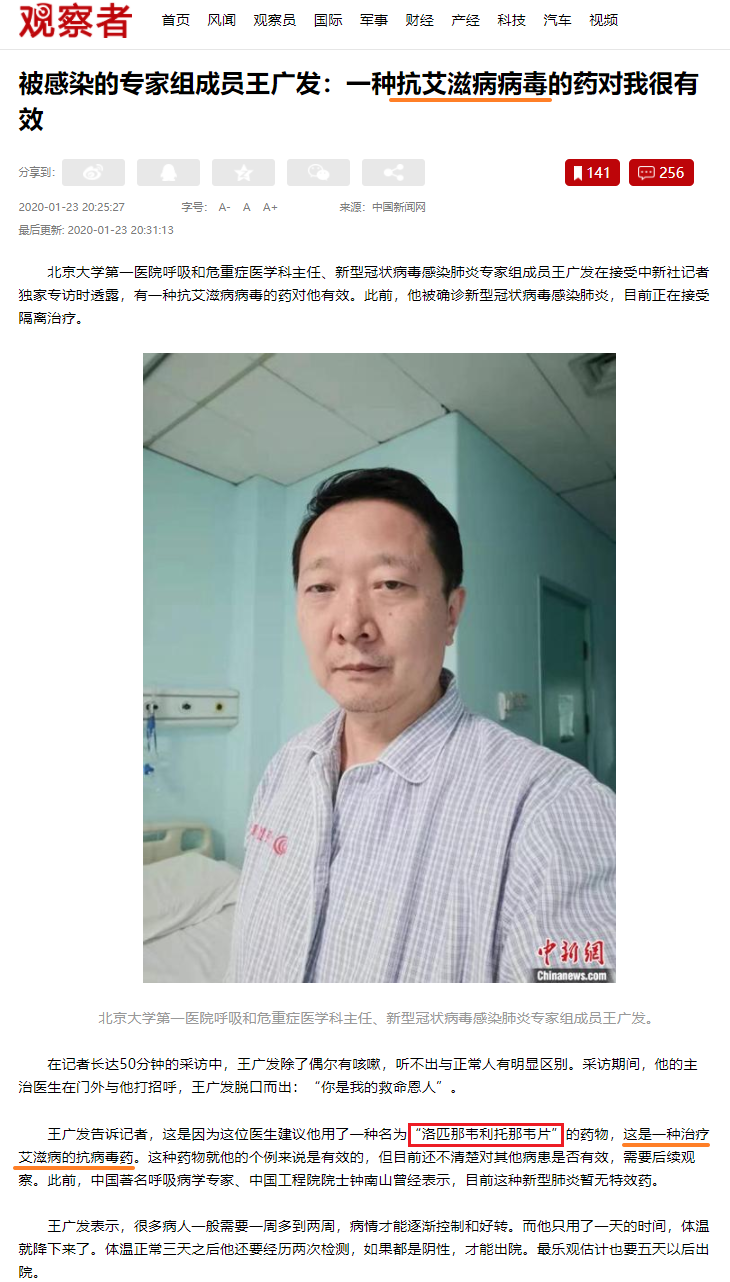 观察者
首页 风闻 观察员 国际 军事 财经 产经 科技 汽车 视频
被感染的专家组成员王广发：一种抗艾滋病病毒的药对我很有
效
分享到:
141
256
2020-01-23 20:25:27 字号： A- A A+ 来源：中国新闻网
最后更新: 2020-01-23 20:31:13
北京大学第一医院呼吸和危重症医学科主任、新型冠状病毒感染肺炎专家组成员王广发在接受中新社记者
独家专访时透露，有一种抗艾滋病病毒的药对他有效。此前，他被确诊新型冠状病毒感染肺炎，目前正在接受
隔离治疗。
中新網
Chinanews.com
北京大学第一医院呼吸和危重症医学科主任、新型冠状病毒感染肺炎专家组成员王广发。
在记者长达50分钟的采访中，王广发除了偶尔有咳嗽，听不出与正常人有明显区别。采访期间，他的主
治医生在门外与他打招呼，王广发脱口而出：“你是我的救命恩人”。
王广发告诉记者，这是因为这位医生建议他用了一种名为“洛匹那韦利托那韦片”的药物，这是一种治疗
艾滋病的抗病毒药。这种药物就他的个例来说是有效的，但目前还不清楚对其他病患是否有效，需要后续观
察。此前，中国著名呼吸病学专家、中国工程院院士钟南山曾经表示，目前这种新型肺炎暂无特效药。
王广发表示，很多病人一般需要一周多到两周，病情才能逐渐控制和好转。而他只用了一天的时间，体温
就降下来了。体温正常三天之后他还要经历两次检测，如果都是阴性，才能出院。最乐观估计也要五天以后出
院。